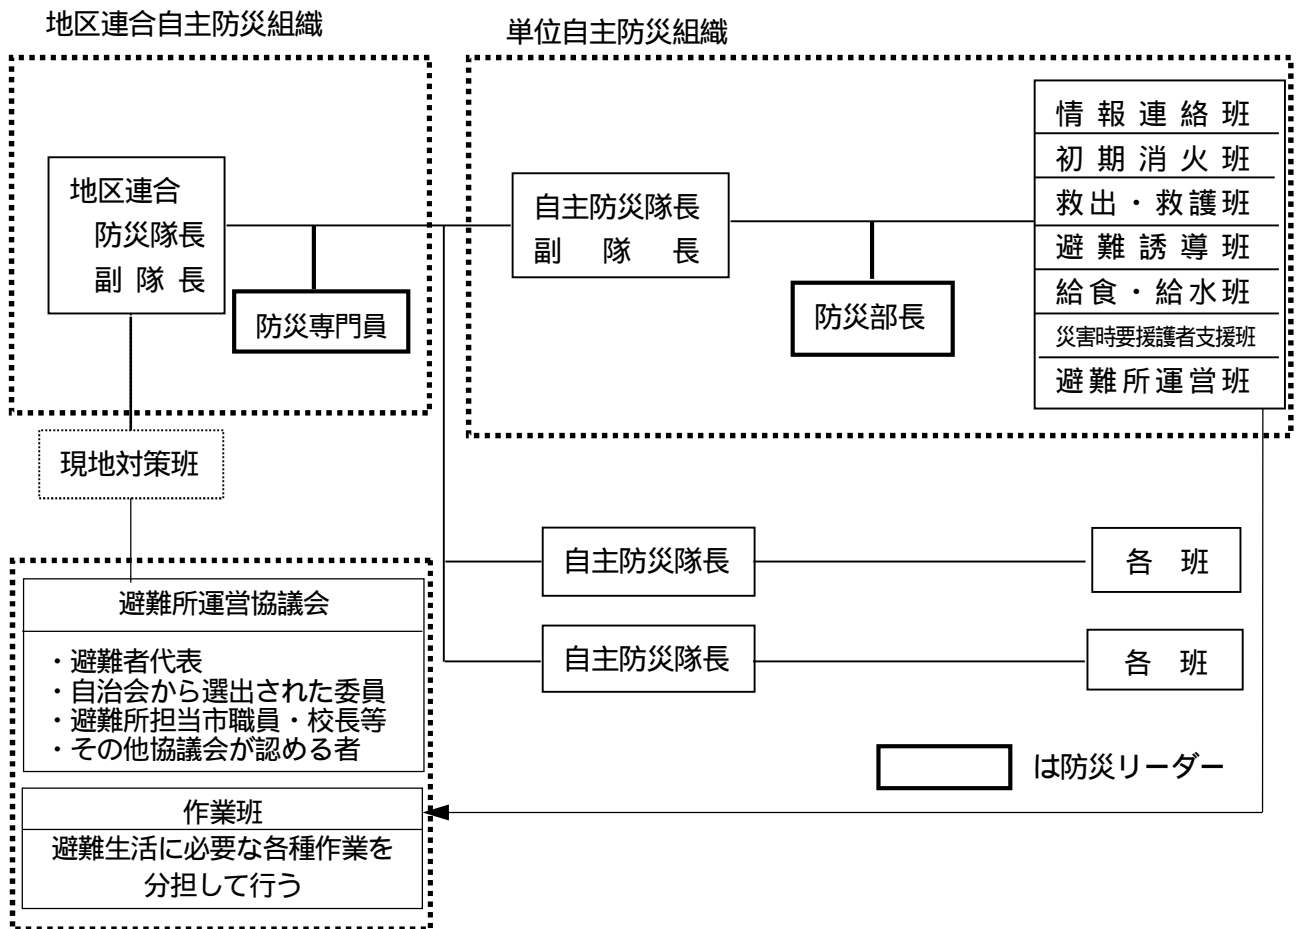 地区連合自主防災組織
単位自主防災組織
地区連合
防災隊長
副隊長
防災専門員
自主防災隊長
副隊長
防災部長
情報連絡班
初期消火班
救出・救護班
避難誘導班
給食・給水班
災害時要援護者支援班
避難所運営班
現地対策班
自主防災隊長
各班
自主防災隊長
各班
避難所運営協議会
・避難者代表
・自治会から選出された委員
・避難所担当市職員・校長等
・その他協議会が認める者
は防災リーダー
作業班
避難生活に必要な各種作業を
分担して行う